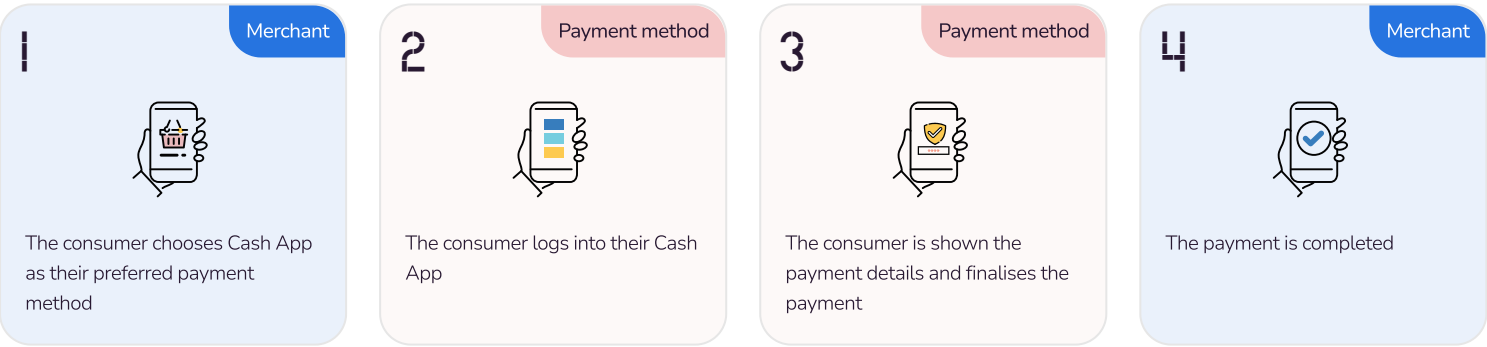 1
Merchant
The consumer chooses Cash App
as their preferred payment
method
2
Payment method
The consumer logs into their Cash
App
3
Payment method
The consumer is shown the
payment details and finalises the
payment
4
Merchant
The payment is completed